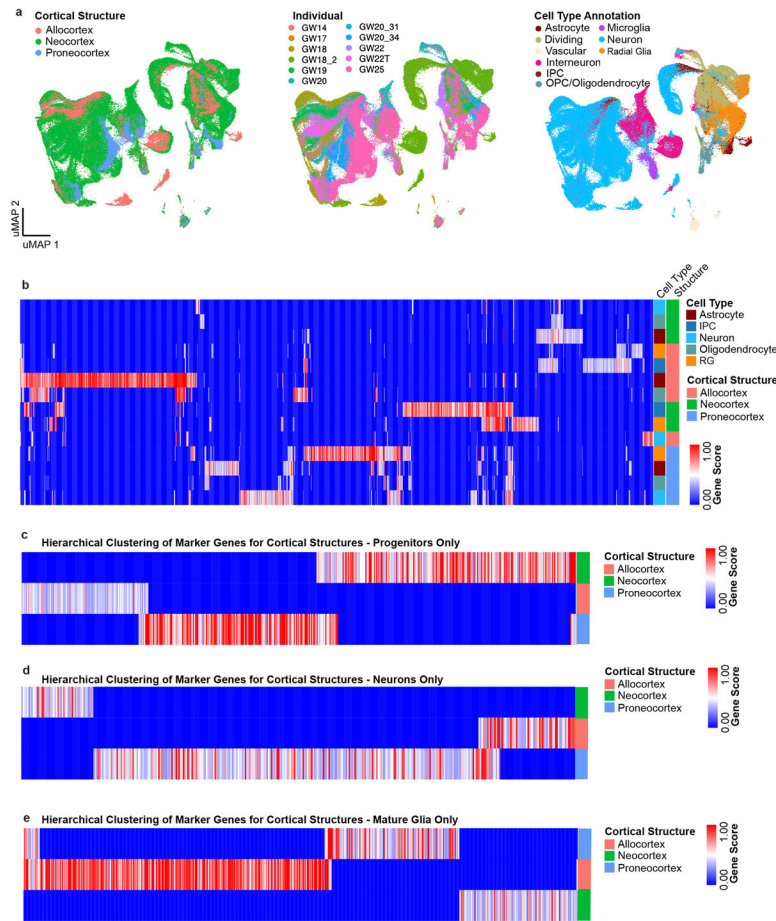 a
Cortical Structure
Allocortex
Neocortex
Proneocortex
uMAP 2
uMAP 1
Individual
GW14
GW17
GW18
GW18_2
GW19
GW20
GW20_31
GW20_34
GW22
GW22T
GW25
Cell Type Annotation
Astrocyte
Dividing
Vascular
Interneuron
IPC
OPC/Oligodendrocyte
Microglia
Neuron
Radial Glia
b
Cell Type
Structure
Cell Type
Astrocyte
IPC
Neuron
Oligodendrocyte
RG
Cortical Structure
Allocortex
Neocortex
Proneocortex
0.00 1.00
Gene Score
c Hierarchical Clustering of Marker Genes for Cortical Structures - Progenitors Only
Cortical Structure
Allocortex
Neocortex
Proneocortex
0.00 1.00
Gene Score
d Hierarchical Clustering of Marker Genes for Cortical Structures - Neurons Only
Cortical Structure
Allocortex
Neocortex
Proneocortex
0.00 1.00
Gene Score
e Hierarchical Clustering of Marker Genes for Cortical Structures - Mature Glia Only
Cortical Structure
Allocortex
Neocortex
Proneocortex
0.00 1.00
Gene Score